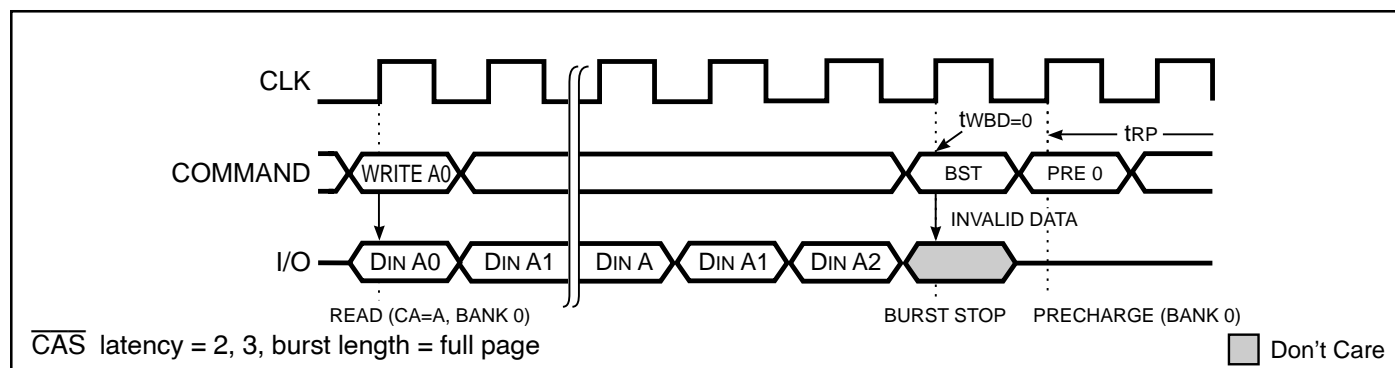 CLK
tWBD=0
tRP
COMMAND WRITE A0 BST PRE 0
INVALID DATA
I/O DIN A0 DIN A1 DIN A DIN A1 DIN A2
READ (CA=A, BANK 0) BURST STOP PRECHARGE (BANK 0)
CAS latency = 2, 3, burst length = full page
Don't Care